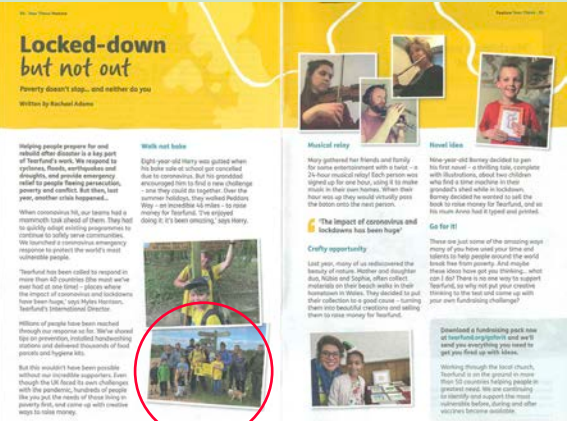 Locked-down
but not out
Poverty doesn't stop... and neither do you
Written by Rachael Adams
Helping people prepare for and
rebuild after disaster is a key part
of Tearfund's work. We respond to
cyclones, floods, earthquakes and
droughts, and provide emergency
relief to people fleeing persecution,
poverty and conflict. But then, last
year, another crisis happened...
When coronavirus hit, our teams had a
mammoth task ahead of them. They had
to quickly adapt existing programmes to
continue to safely serve communities.
We launched a coronavirus emergency
response to protect the world's most
vulnerable people.
'Tearfund has been called to respond in
more than 40 countries (the most we've
ever had at one time) – places where
the impact of coronavirus and lockdowns
have been huge', says Myles Harrison,
Tearfund's International Director.
Millions of people have been reached
through our response so far. We've shared
tips on prevention, installed handwashing
stations and delivered thousands of food
parcels and hygiene kits.
But this wouldn't have been possible
without our incredible supporters. Even
though the UK faced its own challenges
with the pandemic, hundreds of people
like you put the needs of those living in
poverty first, and came up with creative
ways to raise money.
Walk not bake
Eight-year-old Harry was gutted when
his bake sale at school got cancelled
due to coronavirus. But his granddad
encouraged him to find a new challenge
– one they could do together. Over the
summer holidays, they walked Peddars
Way – an incredible 46 miles – to raise
money for Tearfund. 'I've enjoyed
doing it: it's been amazing,' says Harry.
Musical relay
Mary gathered her friends and family
for some entertainment with a twist – a
24-hour musical relay! Each person was
signed up for one hour, using it to make
music in their own homes. When their
hour was up they would virtually pass
the baton onto the next person.
'The impact of coronavirus and
lockdowns has been huge'
Crafty opportunity
Last year, many of us rediscovered the
beauty of nature. Mother and daughter
duo, Nûbia and Sophie, often collect
materials on their beach walks in their
hometown in Wales. They decided to put
their collection to a good cause – turning
them into beautiful creations and selling
them to raise money for Tearfund.
Novel idea
Nine-year-old Barney decided to pen
his first novel – a thrilling tale, complete
with illustrations, about two children
who find a time machine in their
grandad's shed while in lockdown.
Barney decided he wanted to sell the
book to raise money for Tearfund, and so
his mum Anna had it typed and printed.
Go for it!
These are just some of the amazing ways
many of you have used your time and
talents to help people around the world
break free from poverty. And maybe
these ideas have got you thinking... what
can I do? There is no one way to support
Tearfund, so why not put your creative
thinking to the test and come up with
your own fundraising challenge?
Download a fundraising pack now
at tearfund.org/goforit and we'll
send you everything you need to
get you fired up with ideas.
Working through the local church,
Tearfund is on the ground in more
than 50 countries helping people in
greatest need. We are continuing
to identify and support the most
vulnerable before, during and after
vaccines become available.